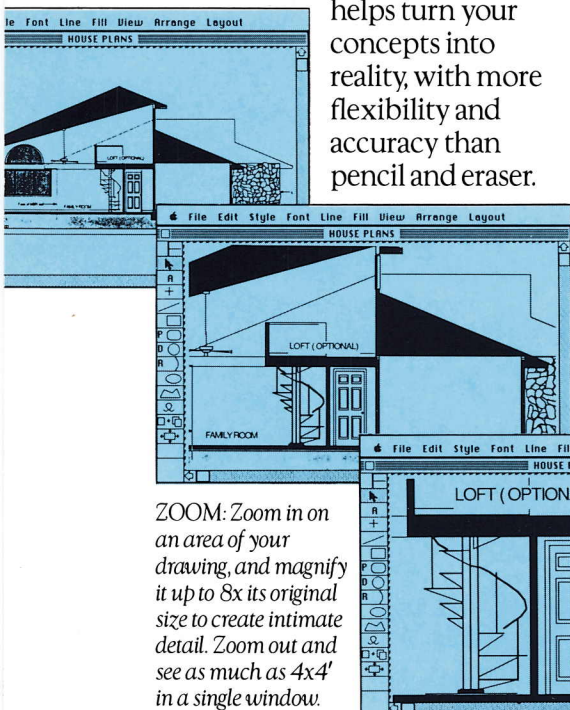 helps turn your
concepts into
reality, with more
flexibility and
accuracy than
pencil and eraser.
le Font Line Fill View Arrange Layout
HOUSE PLANS
LOFT (OPTIONAL)
FAMILY ROOM
File Edit Style Font Line Fill View Arrange Layout
HOUSE PLANS
A
P
D
R
LOFT ( OPTIONAL)
FAMILY ROOM
File Edit Style Font Line Fil
HOUSE
A
P
D
R
LOFT ( OPTION
ZOOM: Zoom in on
an area of your
drawing, and magnify
it up to 8x its original
size to create intimate
detail. Zoom out and
see as much as 4x4'
in a single window.